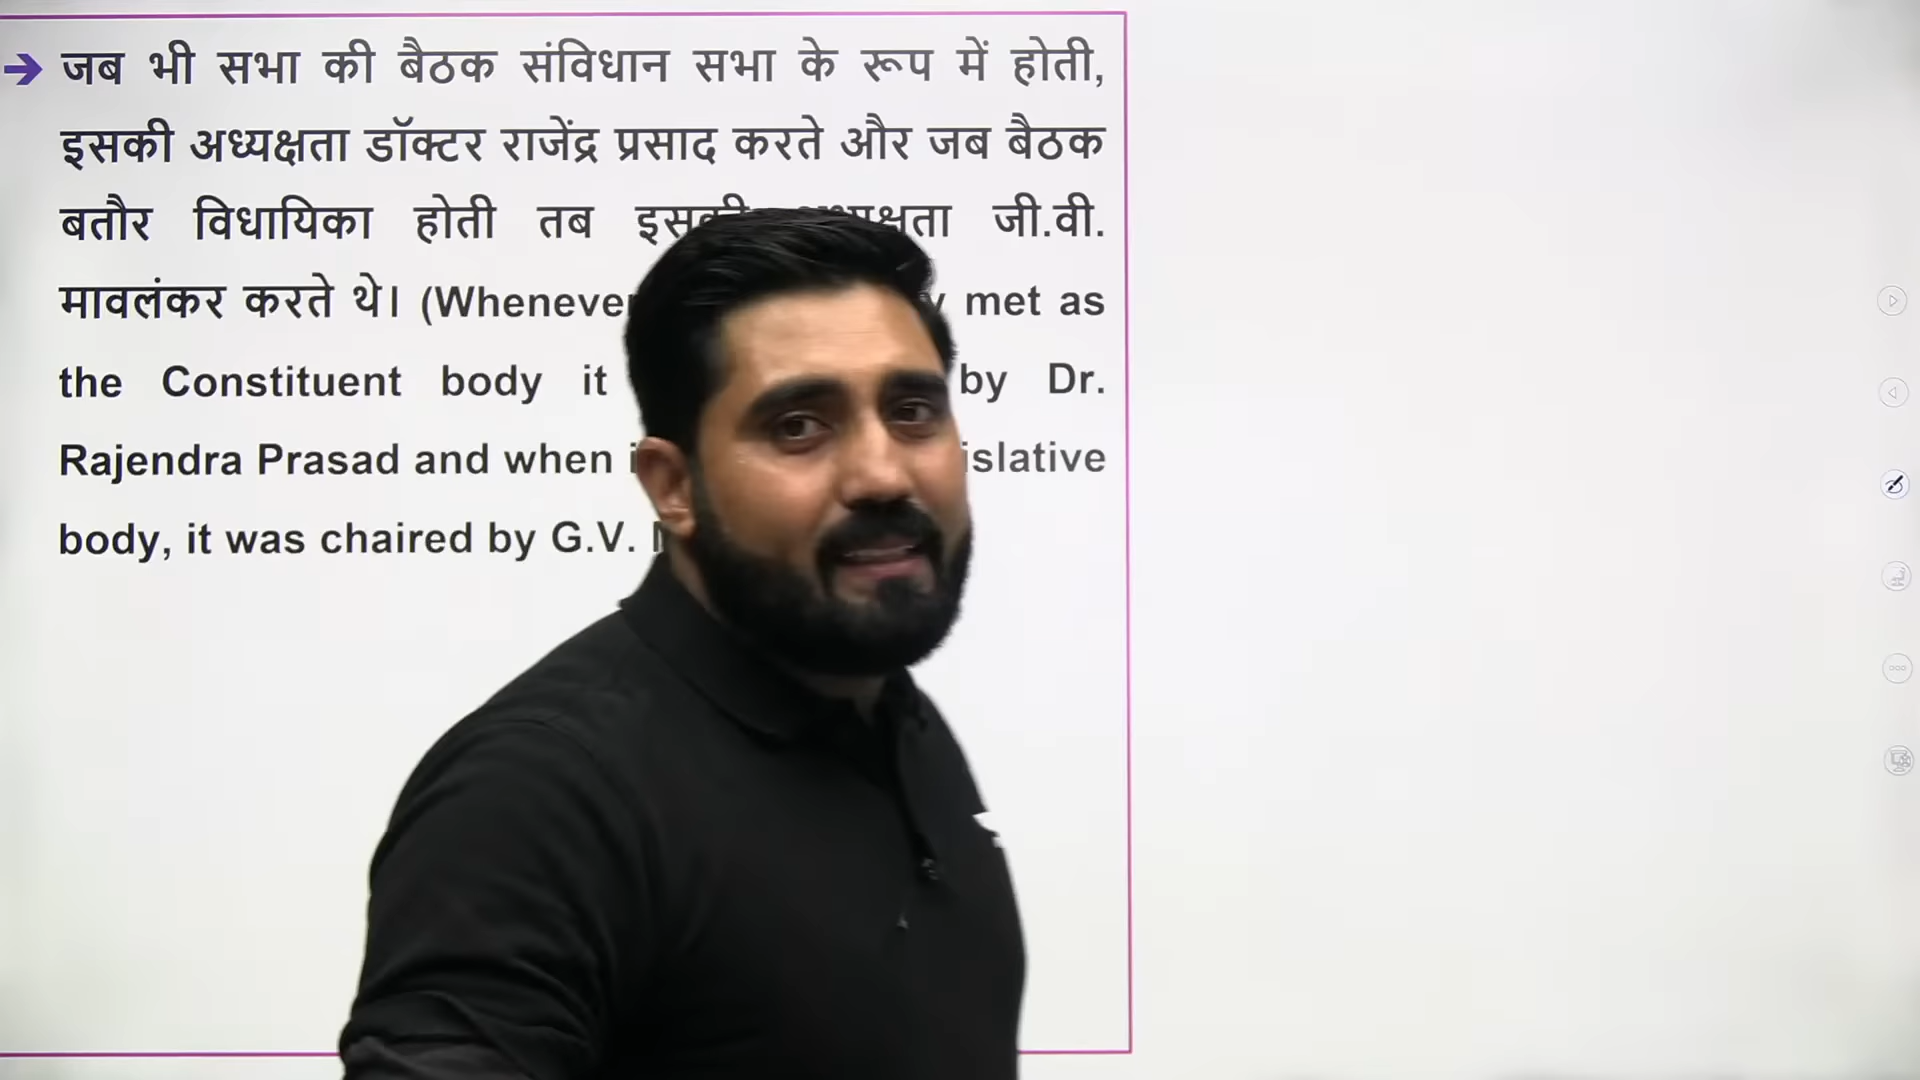 जब भी सभा की बैठक संविधान सभा के रूप में होती,
इसकी अध्यक्षता डॉक्टर राजेंद्र प्रसाद करते और जब बैठक
बतौर विधायिका होती तब जी.वी.
मावलंकर करते थे। (Whenever met as
the Constituent body it by Dr.
Rajendra Prasad and when
body, it was chaired by G.V.